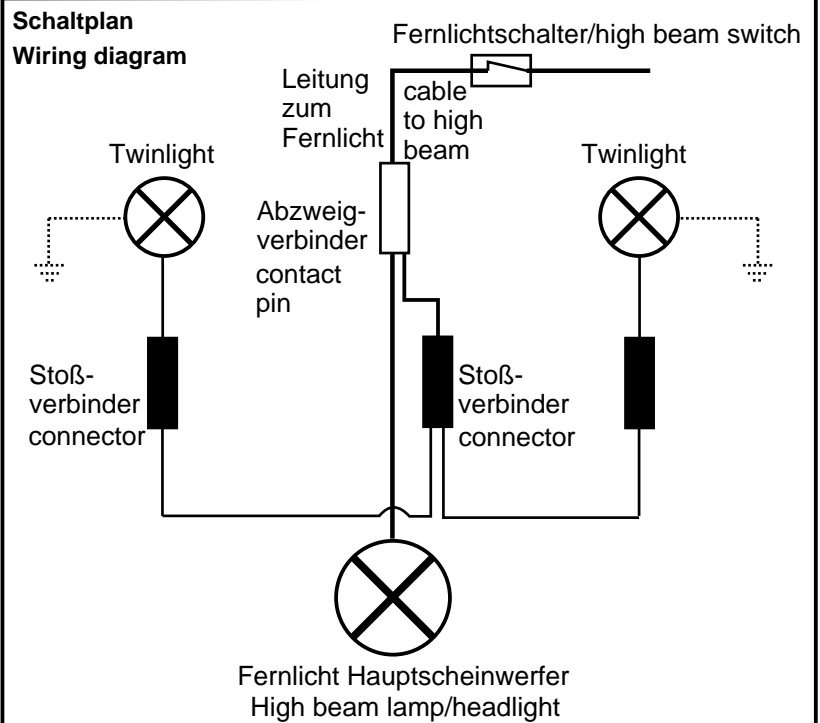 Schaltplan
Wiring diagram
Fernlichtschalter/high beam switch
Leitung
zum
Fernlicht
cable
to high
beam
Twinlight
Twinlight
Abzweig-
verbinder
contact
pin
Stoß-
verbinder
connector
Stoß-
verbinder
connector
Fernlicht Hauptscheinwerfer
High beam lamp/headlight